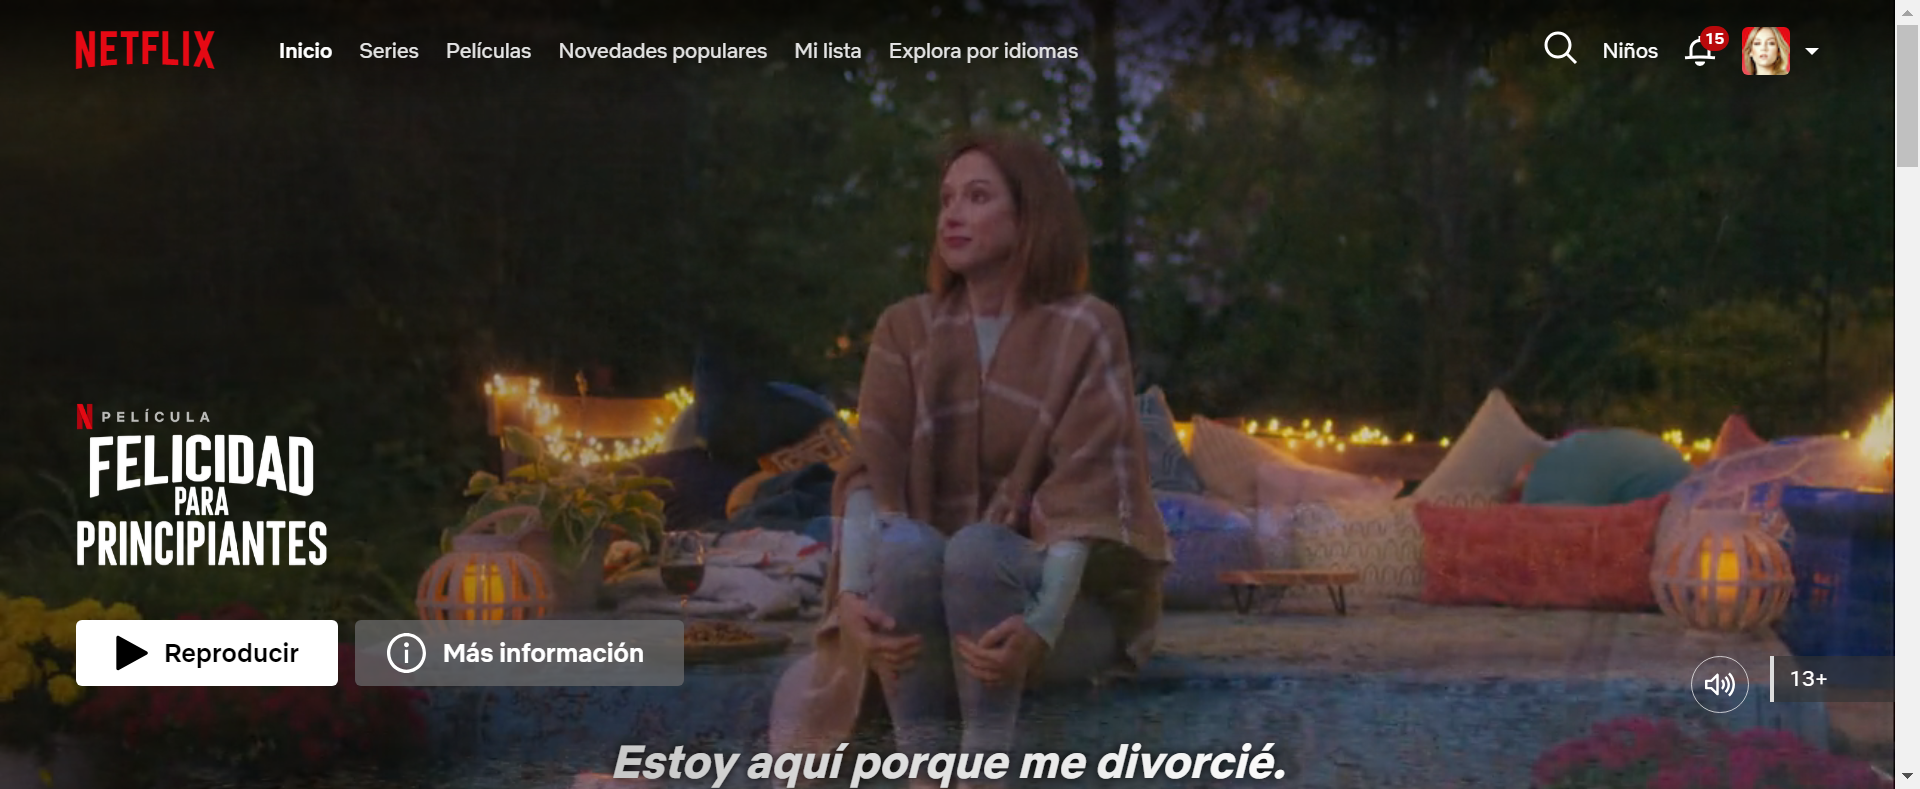 NETFLIX Inicio Series Películas Novedades populares Mi lista Explora por idiomas Niños 15
N PELÍCULA
FELICIDAD
PARA
PRINCIPIANTES
Reproducir Más información
13+
Estoy aquí porque me divorcié.